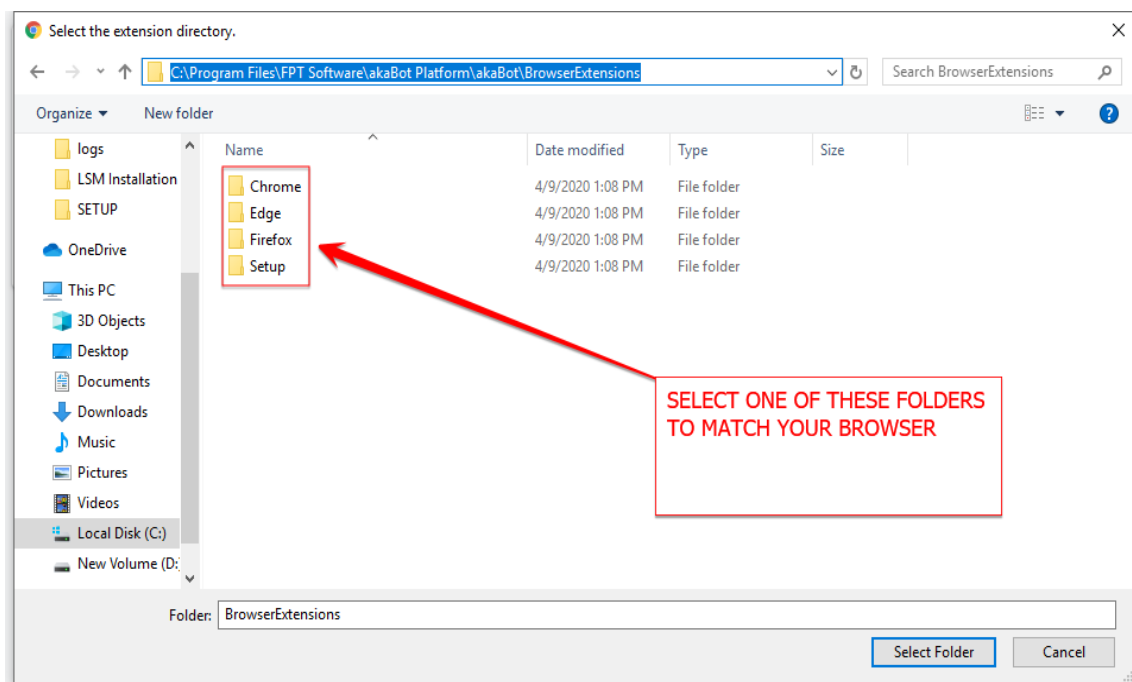 Select the extension directory.
C:\Program Files\FPT Software\akaBot Platform\akaBot\BrowserExtensions
Search BrowserExtensions
Organize
New folder
logs
LSM Installation
SETUP
OneDrive
This PC
3D Objects
Desktop
Documents
Downloads
Music
Pictures
Videos
Local Disk (C:)
New Volume (D:
Name Date modified Type Size
Chrome 4/9/2020 1:08 PM File folder
Edge 4/9/2020 1:08 PM File folder
Firefox 4/9/2020 1:08 PM File folder
Setup 4/9/2020 1:08 PM File folder
SELECT ONE OF THESE FOLDERS
TO MATCH YOUR BROWSER
Folder: BrowserExtensions
Select Folder Cancel